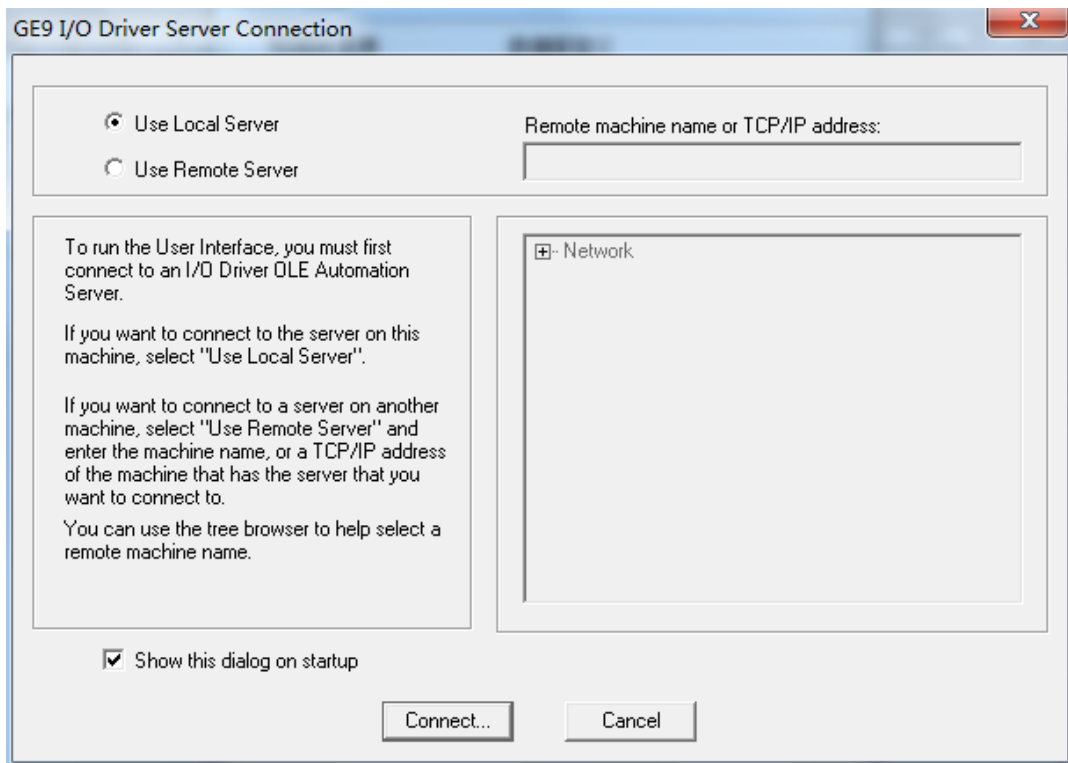 GE9 I/O Driver Server Connection
Use Local Server
Remote machine name or TCP/IP address:
Use Remote Server
To run the User Interface, you must first
connect to an I/O Driver OLE Automation
Server.
If you want to connect to the server on this
machine, select "Use Local Server".
If you want to connect to a server on another
machine, select "Use Remote Server" and
enter the machine name, or a TCP/IP address
of the machine that has the server that you
want to connect to.
You can use the tree browser to help select a
remote machine name.
Network
Show this dialog on startup
Connect...
Cancel